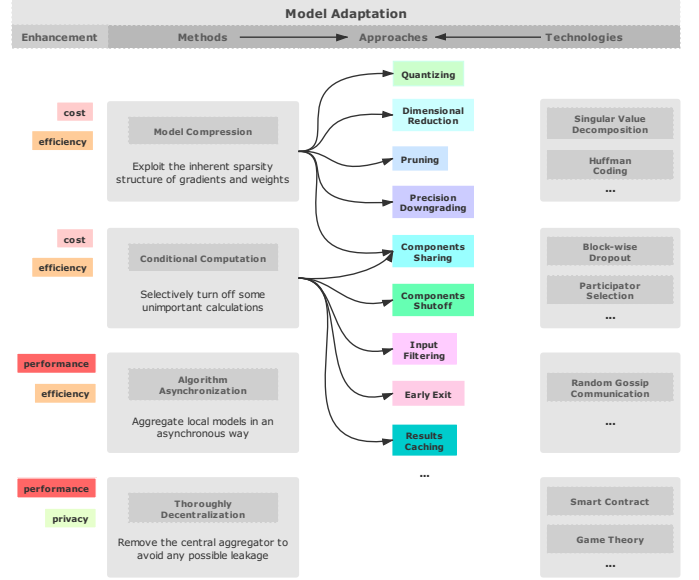 Model Adaptation
Enhancement
Methods
Approaches
Technologies
cost
efficiency
Model Compression
Exploit the inherent sparsity
structure of gradients and weights
cost
efficiency
Conditional Computation
Selectively turn off some
unimportant calculations
performance
efficiency
Algorithm
Asynchronization
Aggregate local models in an
asynchronous way
performance
privacy
Thoroughly
Decentralization
Remove the central aggregator to
avoid any possible leakage
Quantizing
Dimensional
Reduction
Pruning
Precision
Downgrading
Components
Sharing
Components
Shutoff
Input
Filtering
Early Exit
Results
Caching
...
Singular Value
Decomposition
Huffman
Coding
...
Block-wise
Dropout
Participator
Selection
...
Random Gossip
Communication
...
Smart Contract
Game Theory
...